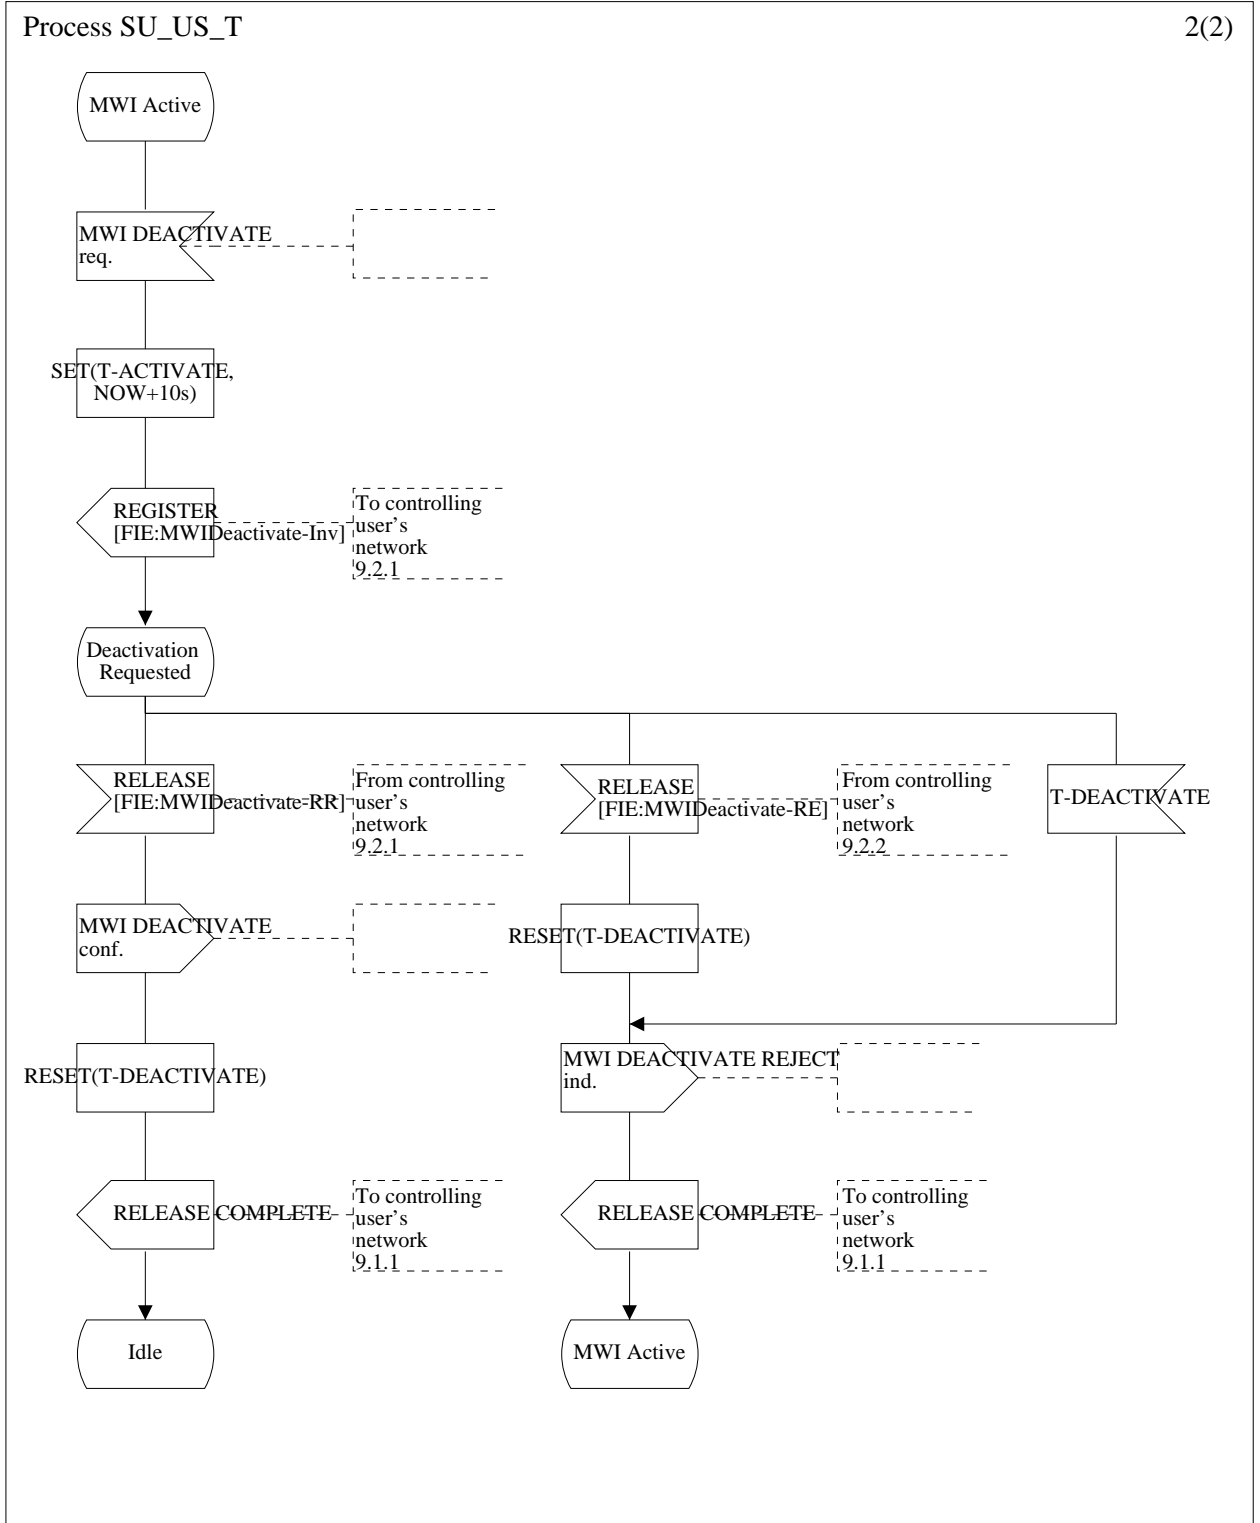 Process SU_US_T
2(2)
MWI Active
MWI DEACTIVATE
req.
SET(T-ACTIVATE,
NOW+10s)
REGISTER
[FIE:MWIDeactivate-Inv]
To controlling
user's
network
9.2.1
Deactivation
Requested
RELEASE
[FIE:MWIDeactivate-RR]
From controlling
user's
network
9.2.1
RELEASE
[FIE:MWIDeactivate-RE]
From controlling
user's
network
9.2.2
T-DEACTIVATE
MWI DEACTIVATE
conf.
RESET(T-DEACTIVATE)
RESET(T-DEACTIVATE)
MWI DEACTIVATE REJECT
ind.
RELEASE COMPLETE
To controlling
user's
network
9.1.1
RELEASE COMPLETE
To controlling
user's
network
9.1.1
Idle
MWI Active